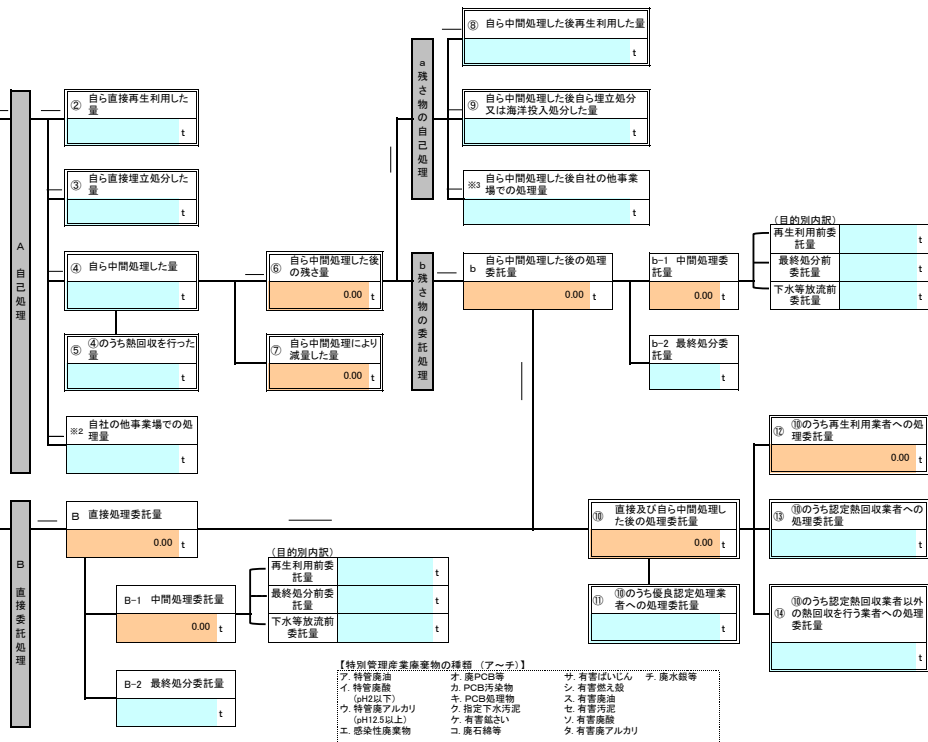 ⑧ 自ら中間処理した後再生利用した量
t
a 残さ物の自己処理
② 自ら直接再生利用した
量
t
⑨ 自ら中間処理した後自ら埋立処分
又は海洋投入処分した量
t
③ 自ら直接埋立処分した
量
t
※3 自ら中間処理した後自社の他事業
場での処理量
t
A 自己処理
④ 自ら中間処理した量
t
⑥ 自ら中間処理した後
の残さ量
0.00 t
b 残さ物の委託処理
b 自ら中間処理した後の処理
委託量
0.00 t
b-1 中間処理委
託量
0.00 t
(目的別内訳)
再生利用前委
託量
t
最終処分前
委託量
t
下水等放流前
委託量
t
⑤ ④のうち熱回収を行った
量
t
⑦ 自ら中間処理により
減量した量
0.00 t
b-2 最終処分委
託量
t
※2 自社の他事業場での処
理量
t
⑫ ⑩のうち再生利用業者への処
理委託量
0.00 t
B 直接委託処理
B 直接処理委託量
0.00 t
⑩ 直接及び自ら中間処理し
た後の処理委託量
0.00 t
⑬ ⑩のうち認定熱回収業者への
処理委託量
t
B-1 中間処理委託量
0.00 t
(目的別内訳)
再生利用前委
託量
t
最終処分前委
託量
t
下水等放流前
委託量
t
⑪ ⑩のうち優良認定処理業
者への処理委託量
t
⑭ ⑩のうち認定熱回収業者以外
の熱回収を行う業者への処理
委託量
t
B-2 最終処分委託量
t
【特別管理産業廃棄物の種類 (ア～チ)】
ア. 特管廃油 オ. 廃PCB等 サ. 有害ばいじん チ. 廃水銀等
イ. 特管廃酸 カ. PCB汚染物 シ. 有害燃え殻
(pH2以下) キ. PCB処理物 ス. 有害廃油
ウ. 特管廃アルカリ ク. 指定下水汚泥 セ. 有害汚泥
(pH12.5以上) ケ. 有害鉱さい ソ. 有害廃酸
エ. 感染性廃棄物 コ. 廃石綿等 タ. 有害廃アルカリ